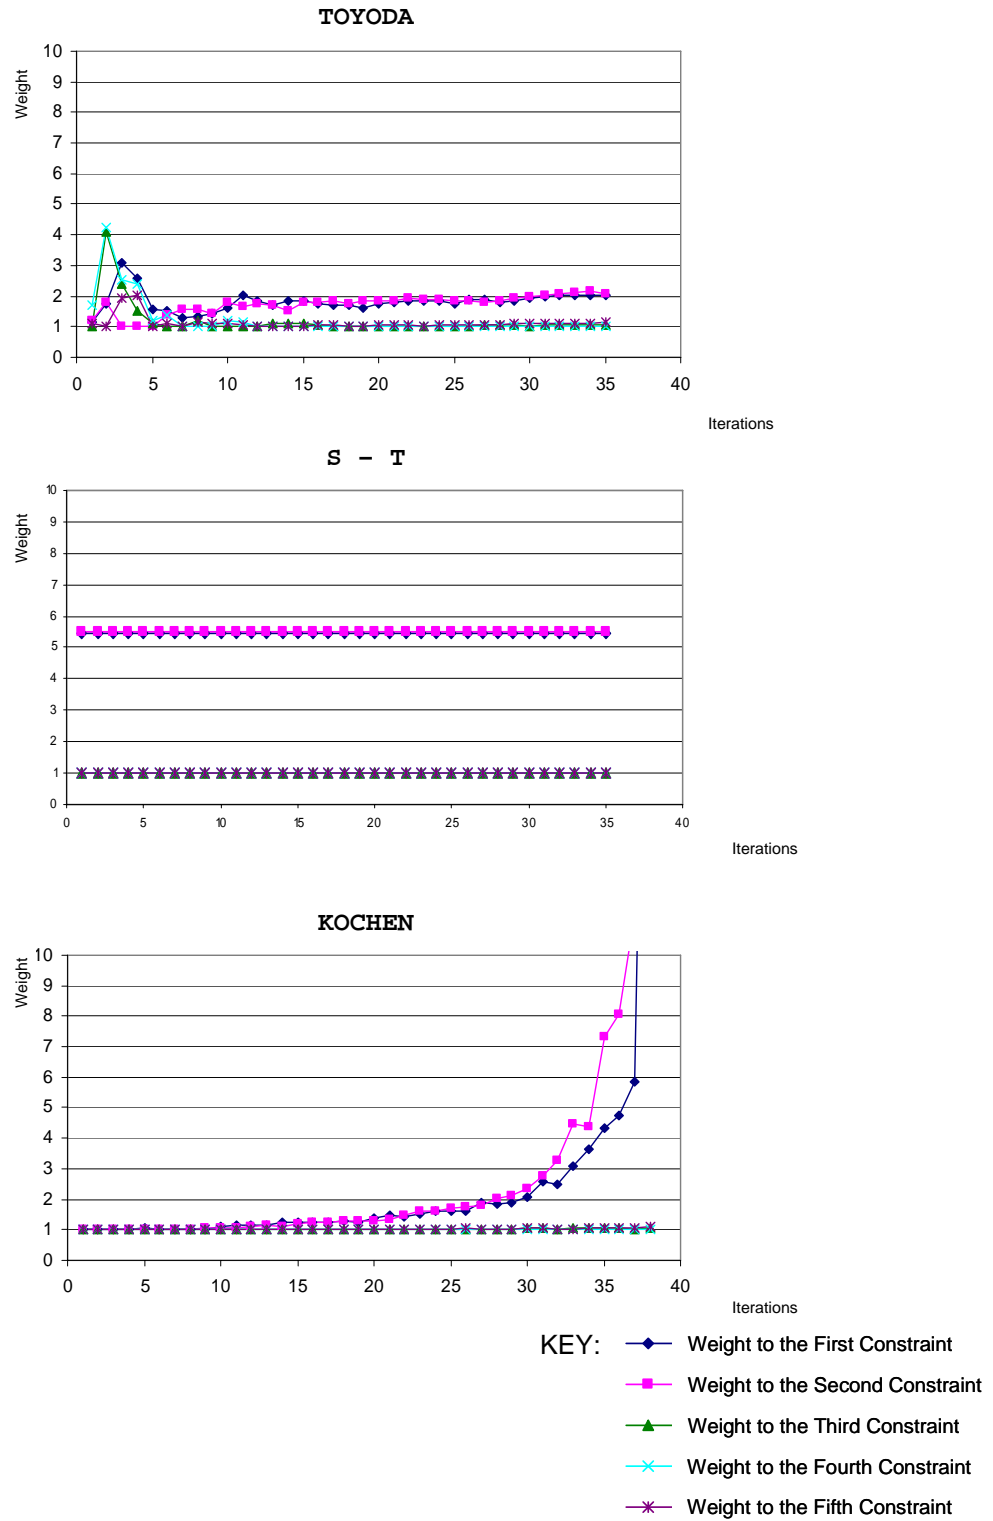 TOYODA
Weight
10
9
8
7
6
5
4
3
2
1
0
0 5 10 15 20 25 30 35 40
Iterations
S – T
Weight
10
9
8
7
6
5
4
3
2
1
0
0 5 10 15 20 25 30 35 40
Iterations
KOCHEN
Weight
10
9
8
7
6
5
4
3
2
1
0
0 5 10 15 20 25 30 35 40
Iterations
KEY:
Weight to the First Constraint
Weight to the Second Constraint
Weight to the Third Constraint
Weight to the Fourth Constraint
Weight to the Fifth Constraint